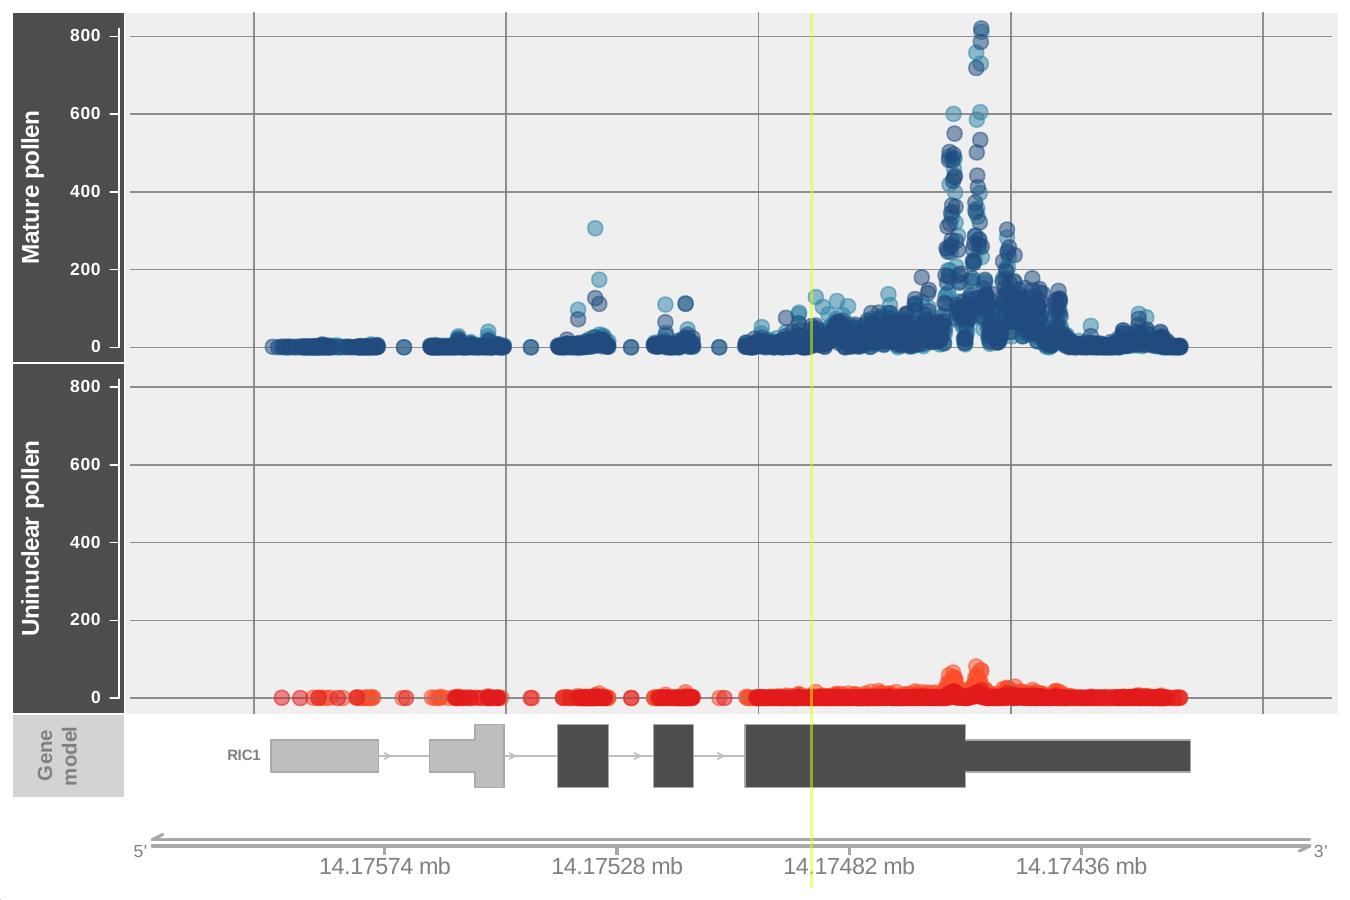 Mature pollen
800
600
400
200
0
Uninuclear pollen
800
600
400
200
0
Gene
model
RIC1
5'
3'
14.17574 mb
14.17528 mb
14.17482 mb
14.17436 mb